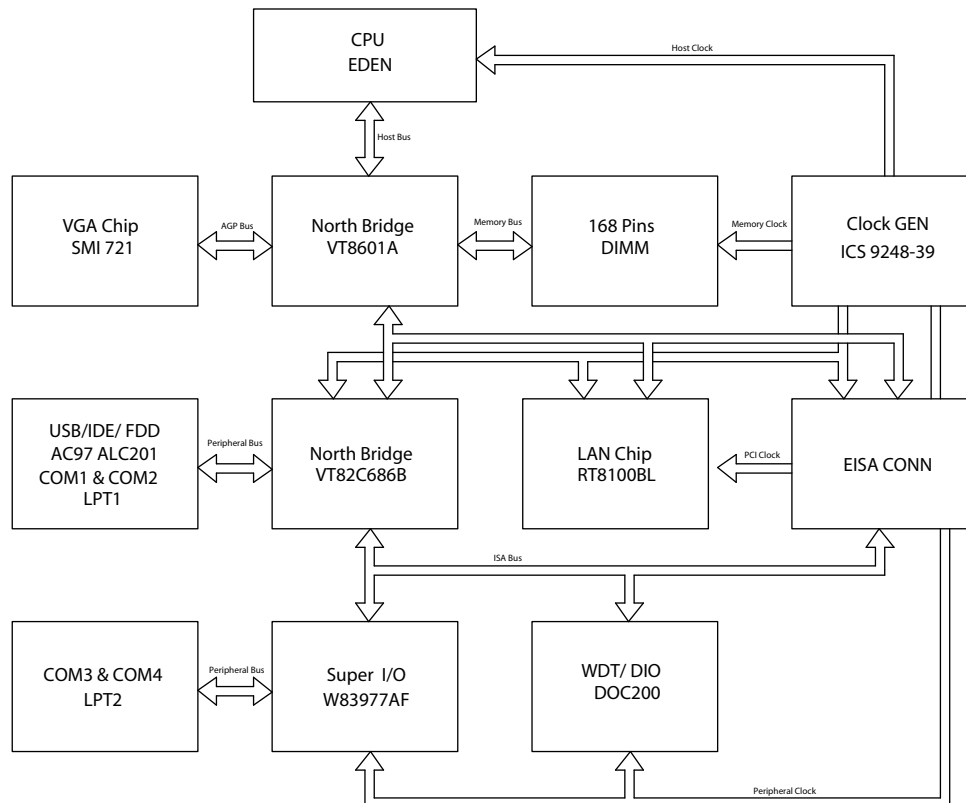 CPU
EDEN
Host Clock
Host Bus
VGA Chip
SMI 721
AGP Bus
North Bridge
VT8601A
Memory Bus
168 Pins
DIMM
Memory Clock
Clock GEN
ICS 9248-39
USB/IDE/ FDD
AC97 ALC201
COM1 & COM2
LPT1
Peripheral Bus
North Bridge
VT82C686B
LAN Chip
RT8100BL
PCI Clock
EISA CONN
ISA Bus
COM3 & COM4
LPT2
Peripheral Bus
Super I/O
W83977AF
WDT/ DIO
DOC200
Peripheral Clock